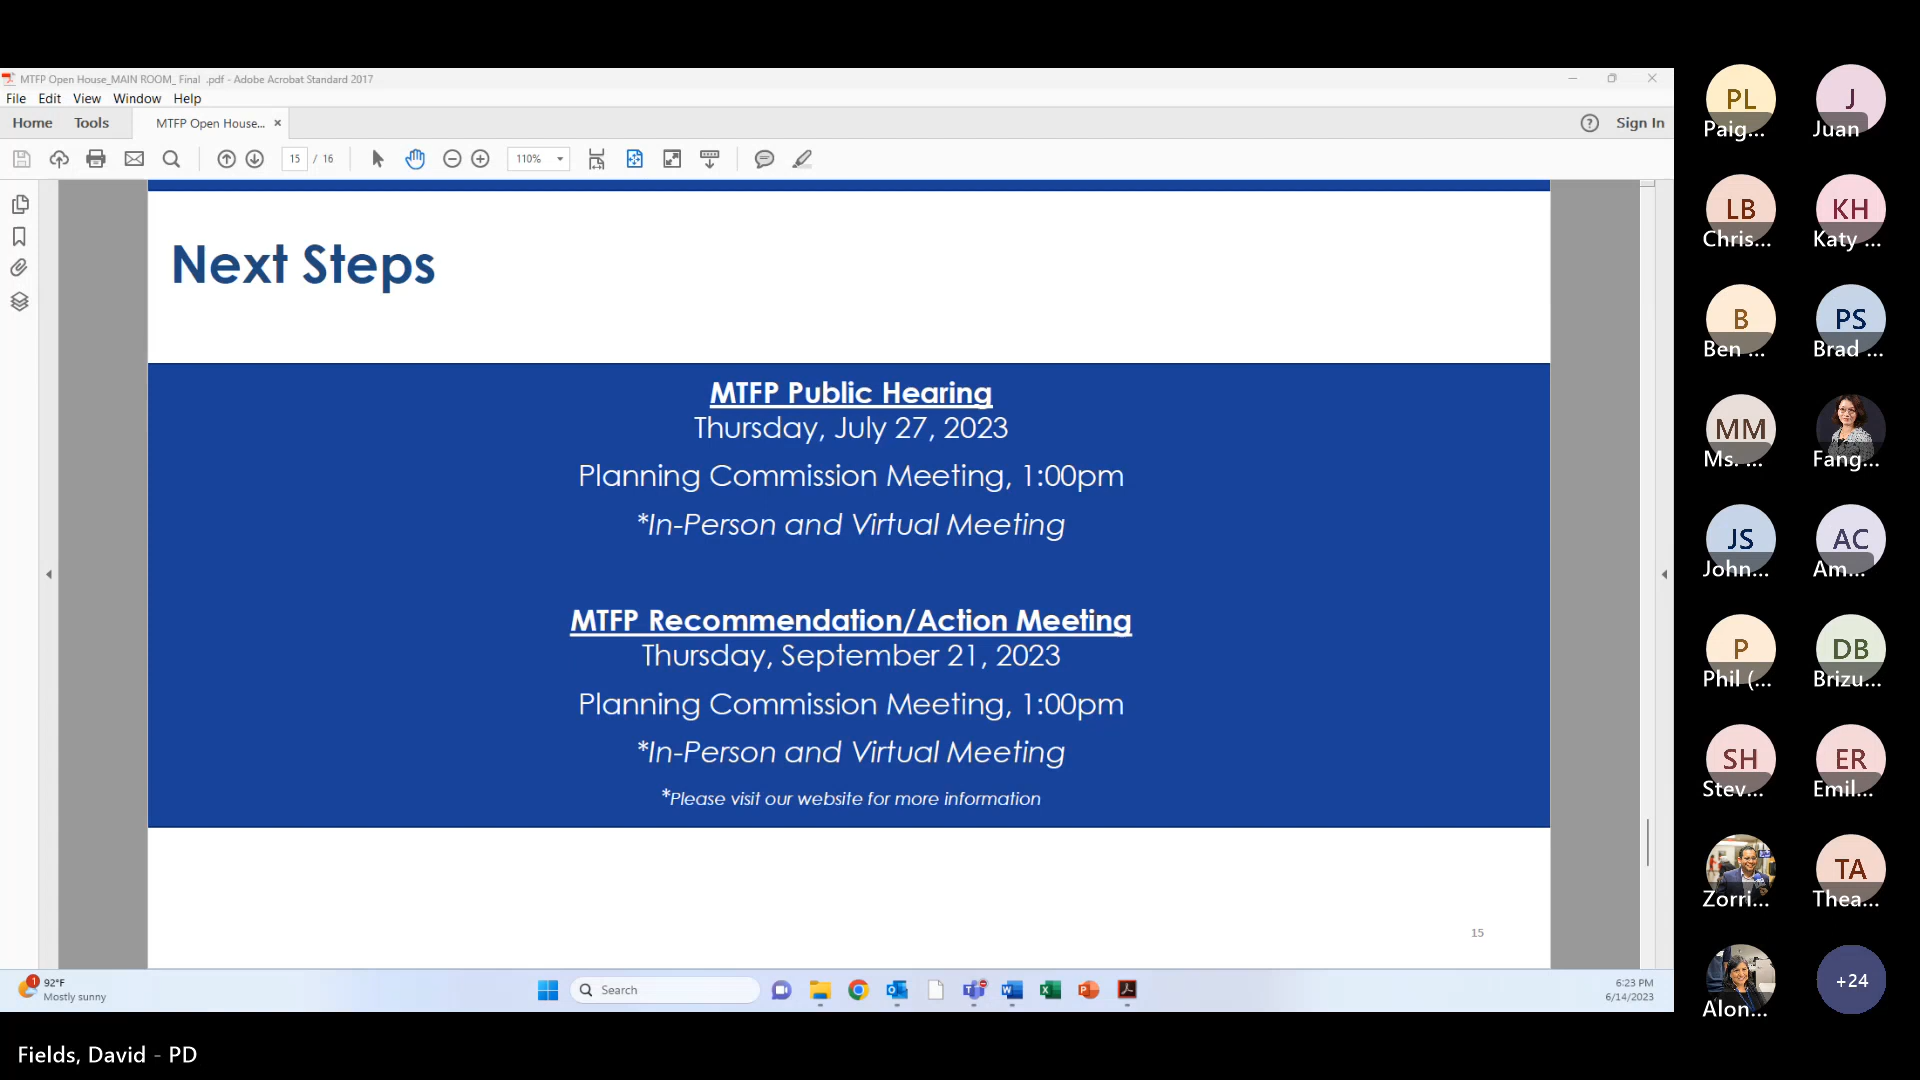 MTFP Open House_MAIN ROOM_ Final .pdf - Adobe Acrobat Standard 2017
File Edit View Window Help
Home Tools MTFP Open House... × ? Sign In
15 / 16 110%
Next Steps
MTFP Public Hearing
Thursday, July 27, 2023
Planning Commission Meeting, 1:00pm
*In-Person and Virtual Meeting
MTFP Recommendation/Action Meeting
Thursday, September 21, 2023
Planning Commission Meeting, 1:00pm
*In-Person and Virtual Meeting
*Please visit our website for more information
15
1 92°F
Mostly sunny
Search
6:23 PM
6/14/2023
Fields, David - PD
PL J
Paig... Juan
LB KH
Chris... Katy ...
B PS
Ben ... Brad ...
MM
Ms. ... Fang...
JS AC
John... Am...
P DB
Phil (... Brizu...
SH ER
Stev... Emil...
TA
Zorri... Thea...
+24
Alon...